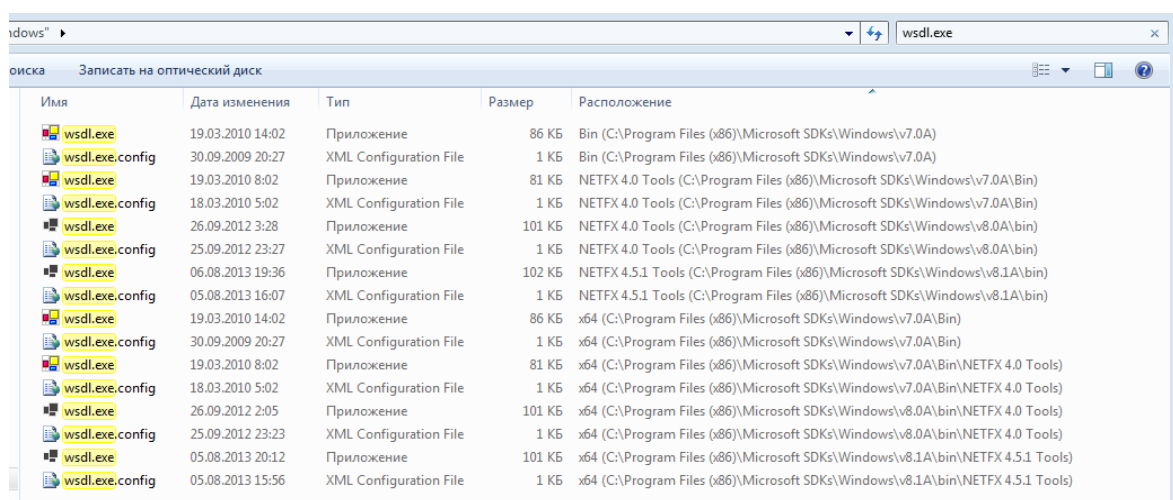 ndows"
wsdl.exe
оиска Записать на оптический диск
Имя Дата изменения Тип Размер Расположение
wsdl.exe 19.03.2010 14:02 Приложение 86 КБ Bin (C:\Program Files (x86)\Microsoft SDKs\Windows\v7.0A)
wsdl.exe.config 30.09.2009 20:27 XML Configuration File 1 КБ Bin (C:\Program Files (x86)\Microsoft SDKs\Windows\v7.0A)
wsdl.exe 19.03.2010 8:02 Приложение 81 КБ NETFX 4.0 Tools (C:\Program Files (x86)\Microsoft SDKs\Windows\v7.0A\Bin)
wsdl.exe.config 18.03.2010 5:02 XML Configuration File 1 КБ NETFX 4.0 Tools (C:\Program Files (x86)\Microsoft SDKs\Windows\v7.0A\Bin)
wsdl.exe 26.09.2012 3:28 Приложение 101 КБ NETFX 4.0 Tools (C:\Program Files (x86)\Microsoft SDKs\Windows\v8.0A\bin)
wsdl.exe.config 25.09.2012 23:27 XML Configuration File 1 КБ NETFX 4.0 Tools (C:\Program Files (x86)\Microsoft SDKs\Windows\v8.0A\bin)
wsdl.exe 06.08.2013 19:36 Приложение 102 КБ NETFX 4.5.1 Tools (C:\Program Files (x86)\Microsoft SDKs\Windows\v8.1A\bin)
wsdl.exe.config 05.08.2013 16:07 XML Configuration File 1 КБ NETFX 4.5.1 Tools (C:\Program Files (x86)\Microsoft SDKs\Windows\v8.1A\bin)
wsdl.exe 19.03.2010 14:02 Приложение 86 КБ x64 (C:\Program Files (x86)\Microsoft SDKs\Windows\v7.0A\Bin)
wsdl.exe.config 30.09.2009 20:27 XML Configuration File 1 КБ x64 (C:\Program Files (x86)\Microsoft SDKs\Windows\v7.0A\Bin)
wsdl.exe 19.03.2010 8:02 Приложение 81 КБ x64 (C:\Program Files (x86)\Microsoft SDKs\Windows\v7.0A\Bin\NETFX 4.0 Tools)
wsdl.exe.config 18.03.2010 5:02 XML Configuration File 1 КБ x64 (C:\Program Files (x86)\Microsoft SDKs\Windows\v7.0A\Bin\NETFX 4.0 Tools)
wsdl.exe 26.09.2012 2:05 Приложение 101 КБ x64 (C:\Program Files (x86)\Microsoft SDKs\Windows\v8.0A\bin\NETFX 4.0 Tools)
wsdl.exe.config 25.09.2012 23:23 XML Configuration File 1 КБ x64 (C:\Program Files (x86)\Microsoft SDKs\Windows\v8.0A\bin\NETFX 4.0 Tools)
wsdl.exe 05.08.2013 20:12 Приложение 101 КБ x64 (C:\Program Files (x86)\Microsoft SDKs\Windows\v8.1A\bin\NETFX 4.5.1 Tools)
wsdl.exe.config 05.08.2013 15:56 XML Configuration File 1 КБ x64 (C:\Program Files (x86)\Microsoft SDKs\Windows\v8.1A\bin\NETFX 4.5.1 Tools)